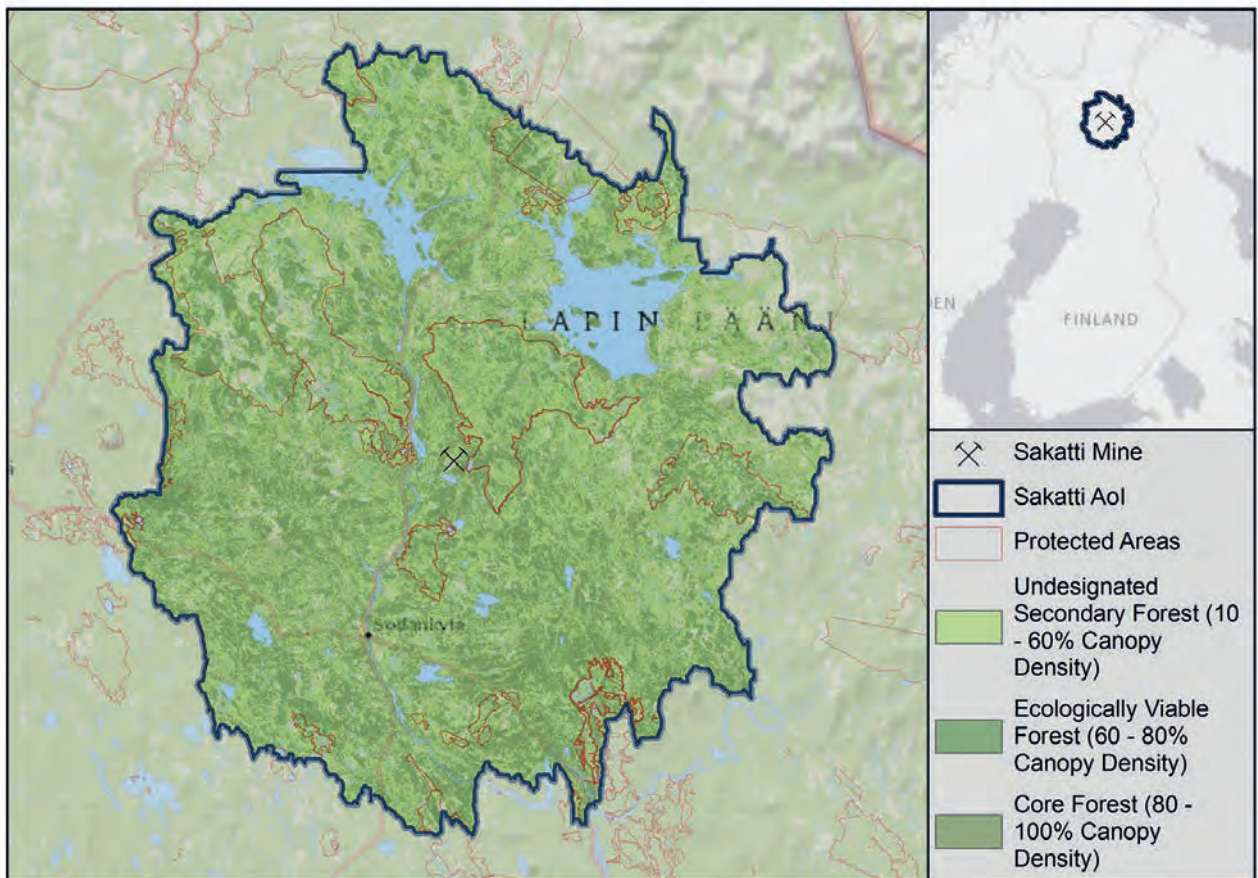 LAPIN LÄÄNI
Sodankylä
FINLAND
Sakatti Mine
Sakatti AoI
Protected Areas
Undesignated
Secondary Forest (10
- 60% Canopy
Density)
Ecologically Viable
Forest (60 - 80%
Canopy Density)
Core Forest (80 -
100% Canopy
Density)